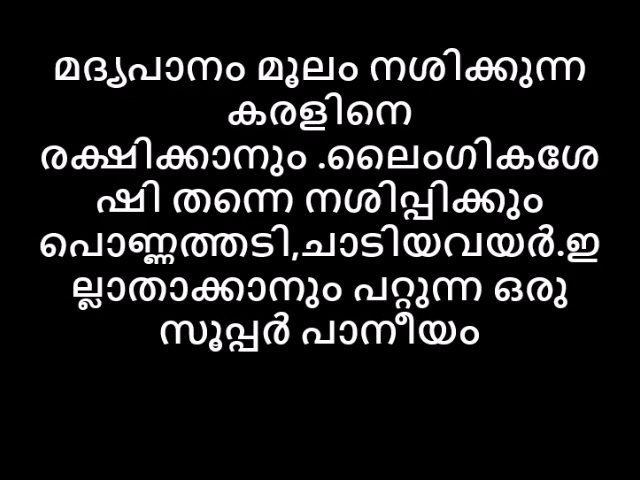 മദ്യപാനം മൂലം നശിക്കുന്ന
കരളിനെ
രക്ഷിക്കാനും .ലൈംഗികശേ
ഷി തന്നെ നശിപ്പിക്കും
പൊണ്ണത്തടി,ചാടിയവയർ.ഇ
ല്ലാതാക്കാനും പറ്റുന്ന ഒരു
സൂപ്പർ പാനീയം